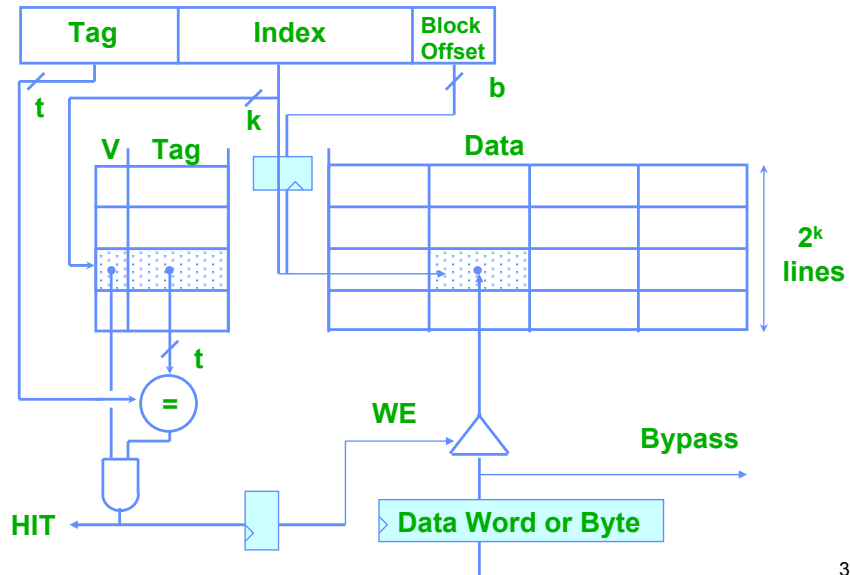 Tag Index Block
Offset
t k b
V Tag Data
2ᵏ
lines
t
=
WE
Bypass
HIT
Data Word or Byte
3